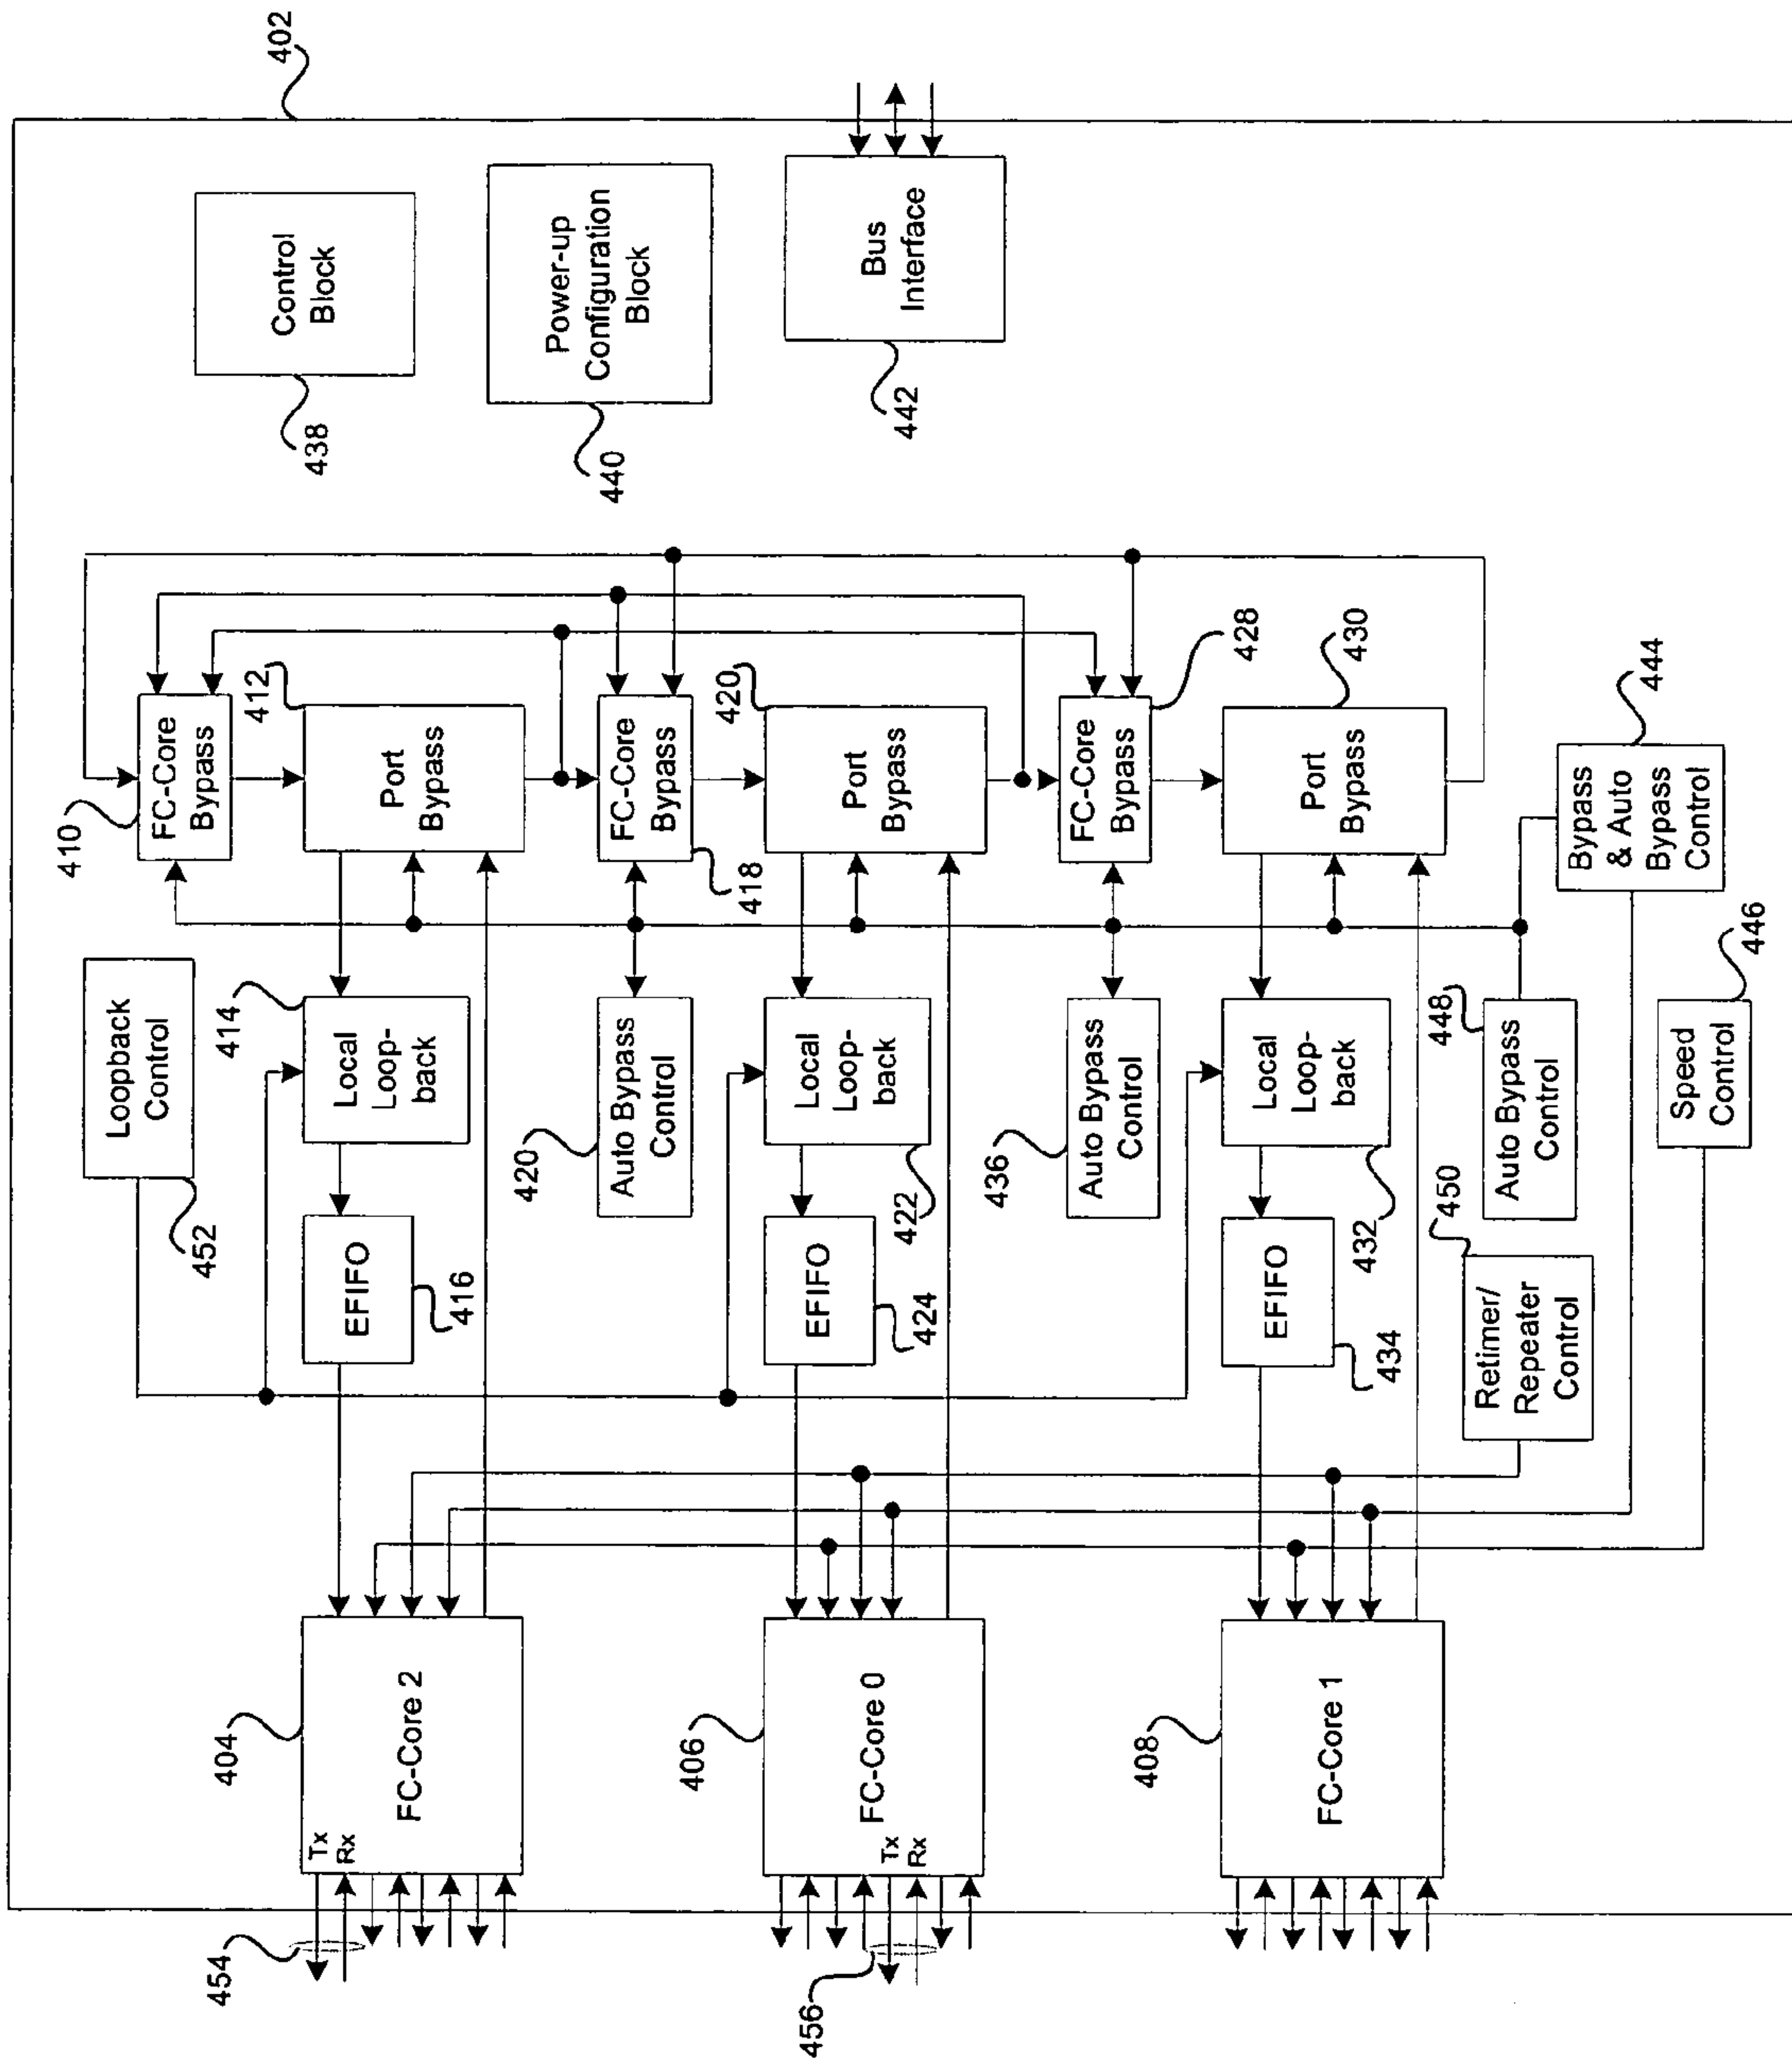 402
Control
Block
438
Power-up
Configuration
Block
440
Bus
Interface
442
410
FC-Core
Bypass
412
Port
Bypass
FC-Core
Bypass
418
420
Port
Bypass
FC-Core
Bypass
428
Port
Bypass
430
Bypass
& Auto
Bypass
Control
444
Loopback
Control
452
414
Local
Loop-
back
Auto Bypass
Control
420
Local
Loop-
back
422
Auto Bypass
Control
436
Local
Loop-
back
432
448
Auto Bypass
Control
Speed
Control
446
EFIFO
416
EFIFO
424
EFIFO
434
450
Retimer/
Repeater
Control
404
FC-Core 2
Tx
Rx
454
406
FC-Core 0
Tx
Rx
456
408
FC-Core 1